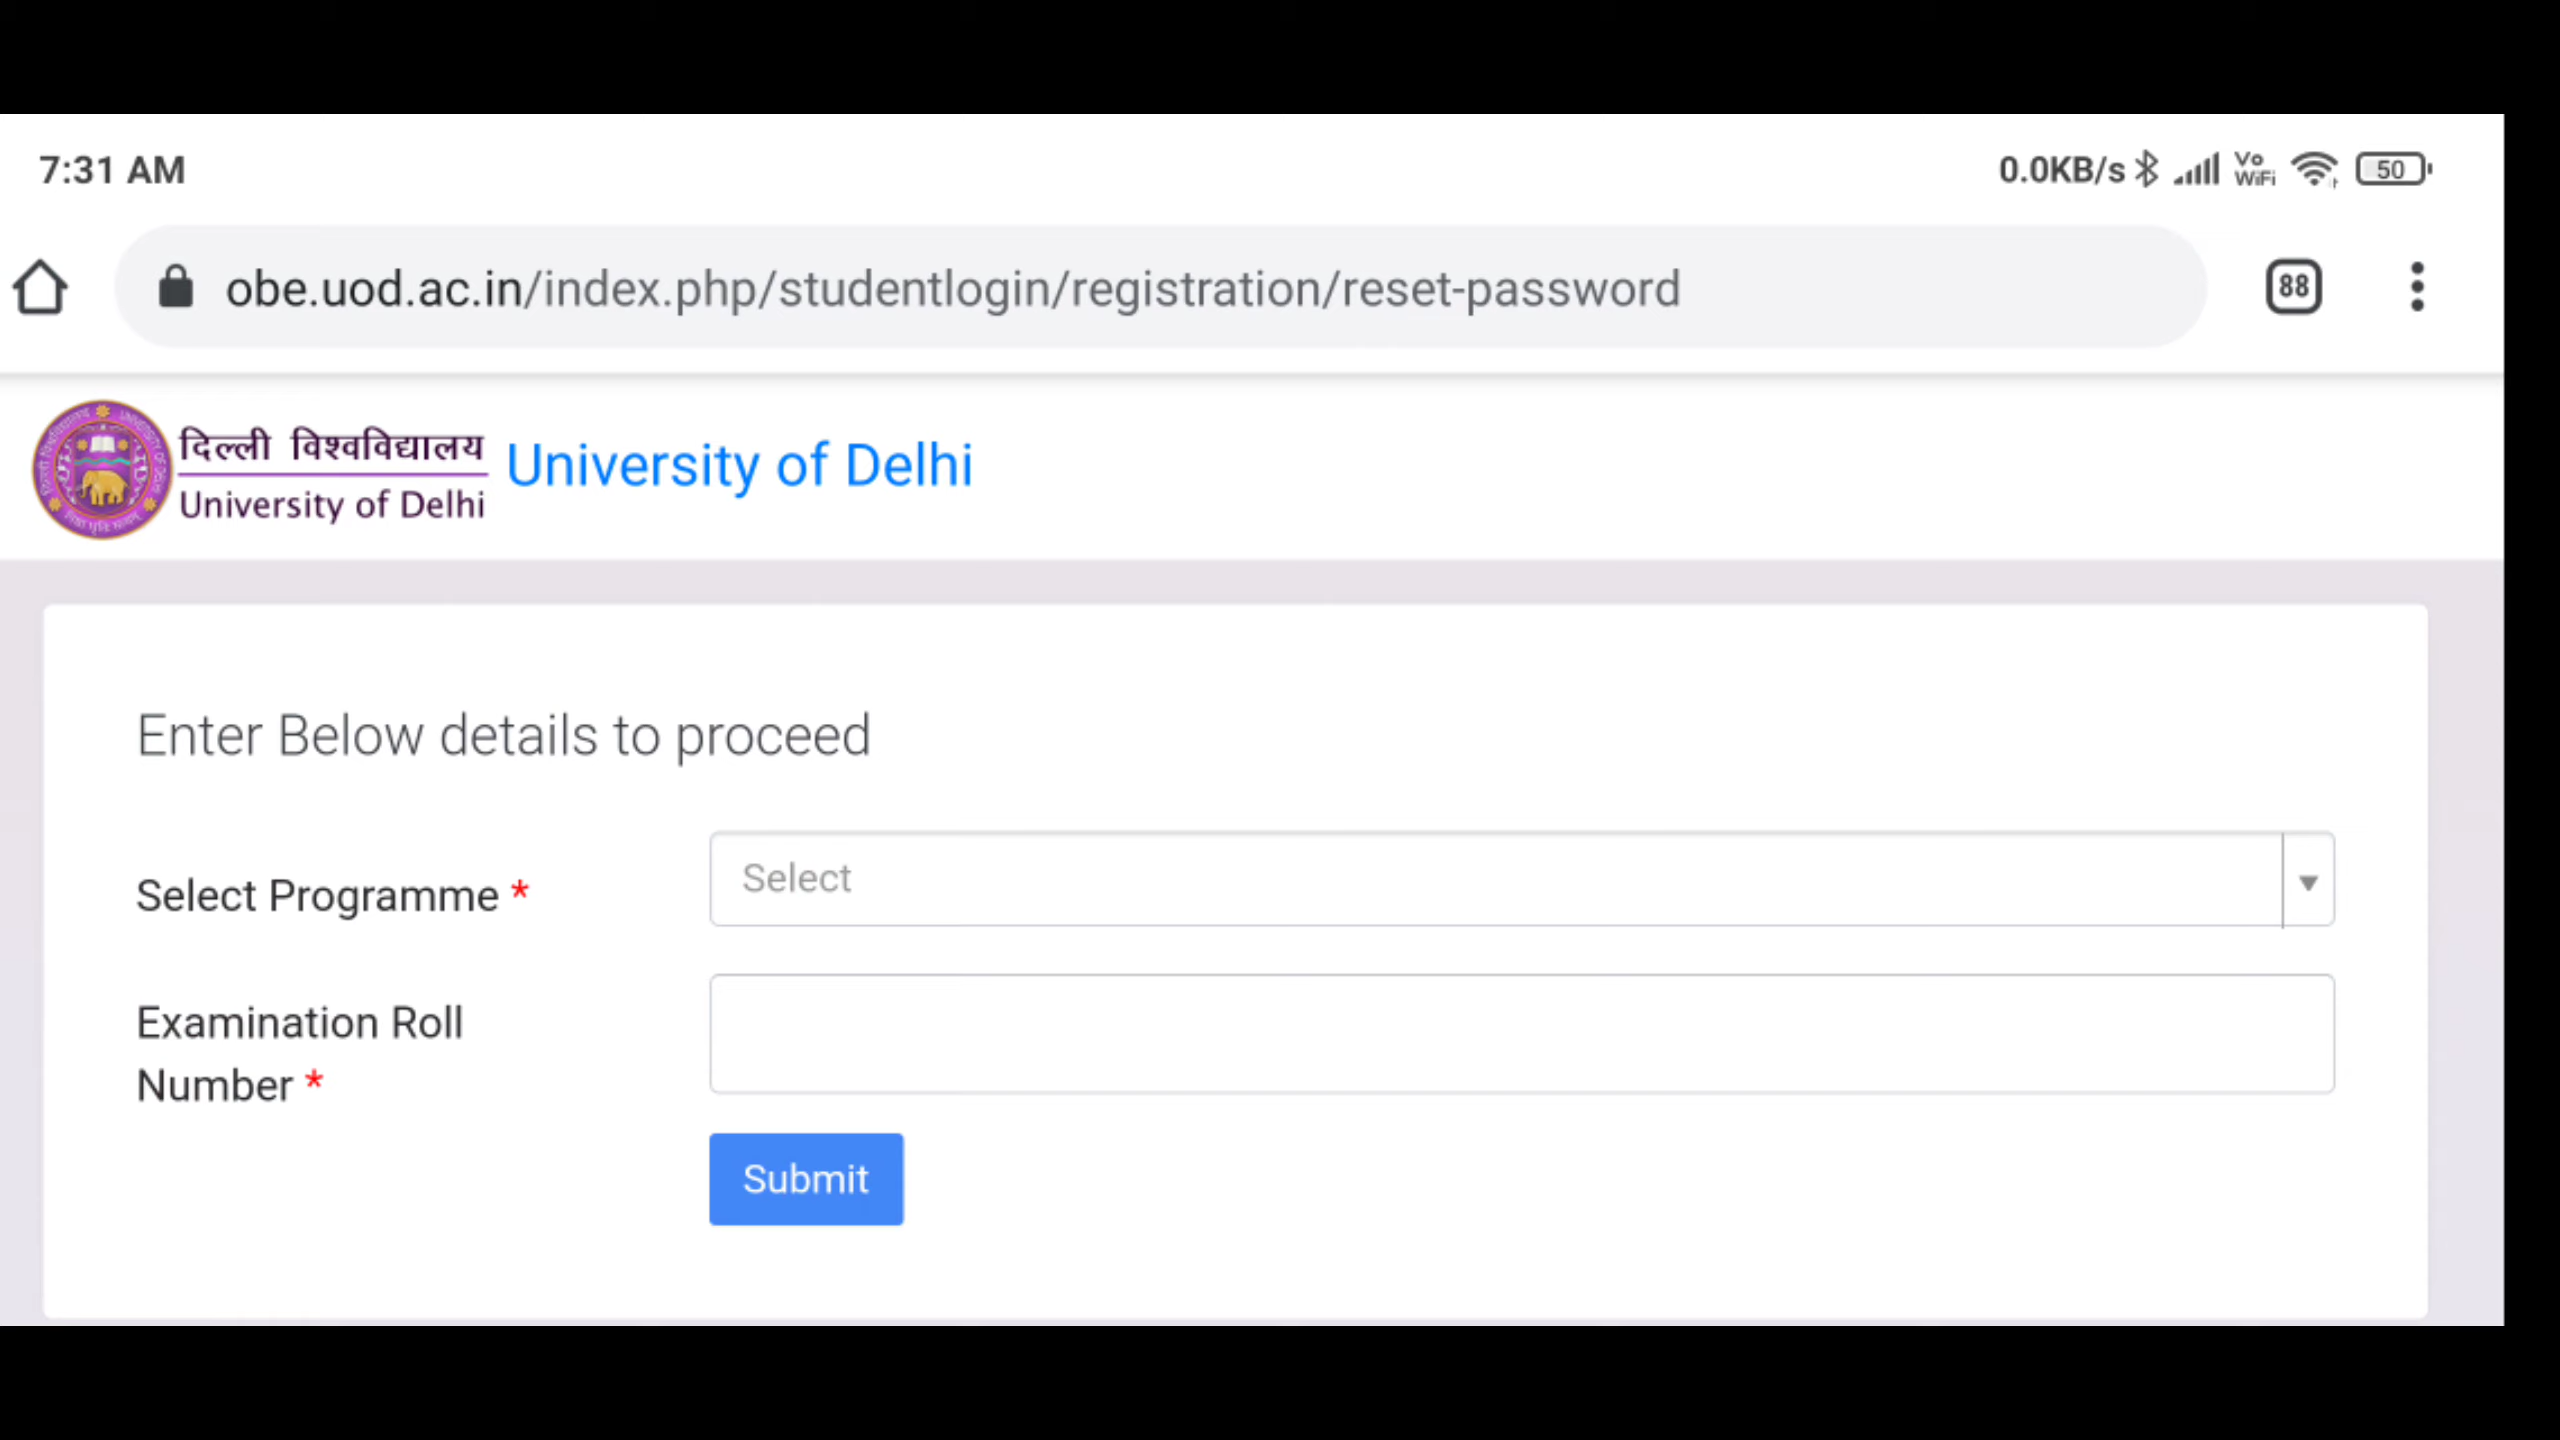 7:31 AM
0.0KB/s Vo WiFi 50
obe.uod.ac.in/index.php/studentlogin/registration/reset-password
88
दिल्ली विश्वविद्यालय
University of Delhi
University of Delhi
Enter Below details to proceed
Select Programme *
Select
Examination Roll
Number *
Submit